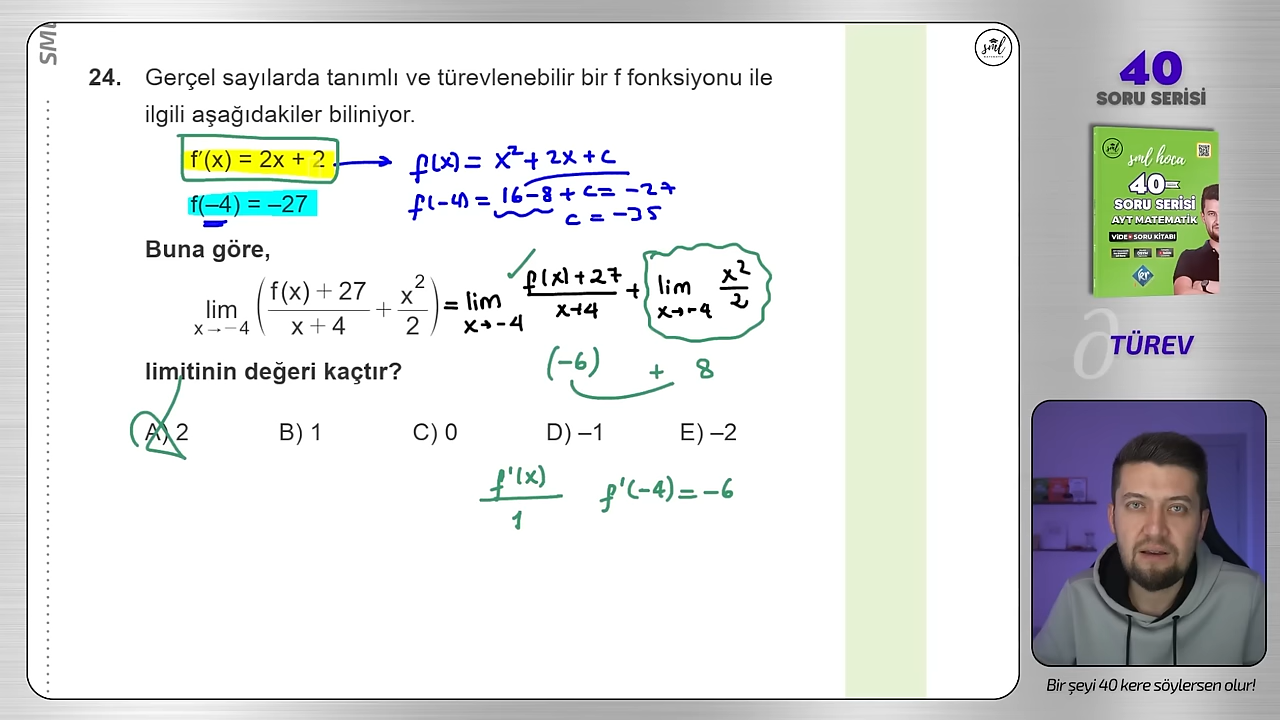 SML
sml
24. Gerçel sayılarda tanımlı ve türevlenebilir bir f fonksiyonu ile
ilgili aşağıdakiler biliniyor.
f′(x) = 2x + 2 → f(x) = x² + 2x + c
f(–4) = –27 f(-4) = 16-8 + c = -27
c = -35
Buna göre,
lim x→–4 ( (f(x) + 27)/(x + 4) + x²/2 ) = lim x→-4 (f(x)+27)/(x+4) + lim x→-4 x²/2
limitinin değeri kaçtır?
(-6) + 8
A) 2 B) 1 C) 0 D) –1 E) –2
f'(x)/1 f'(-4) = -6
40
SORU SERİSİ
sml hoca
40
SORU SERİSİ
AYT MATEMATİK
VİDEO SORU KİTABI
KR
∂ TÜREV
Bir şeyi 40 kere söylersen olur!